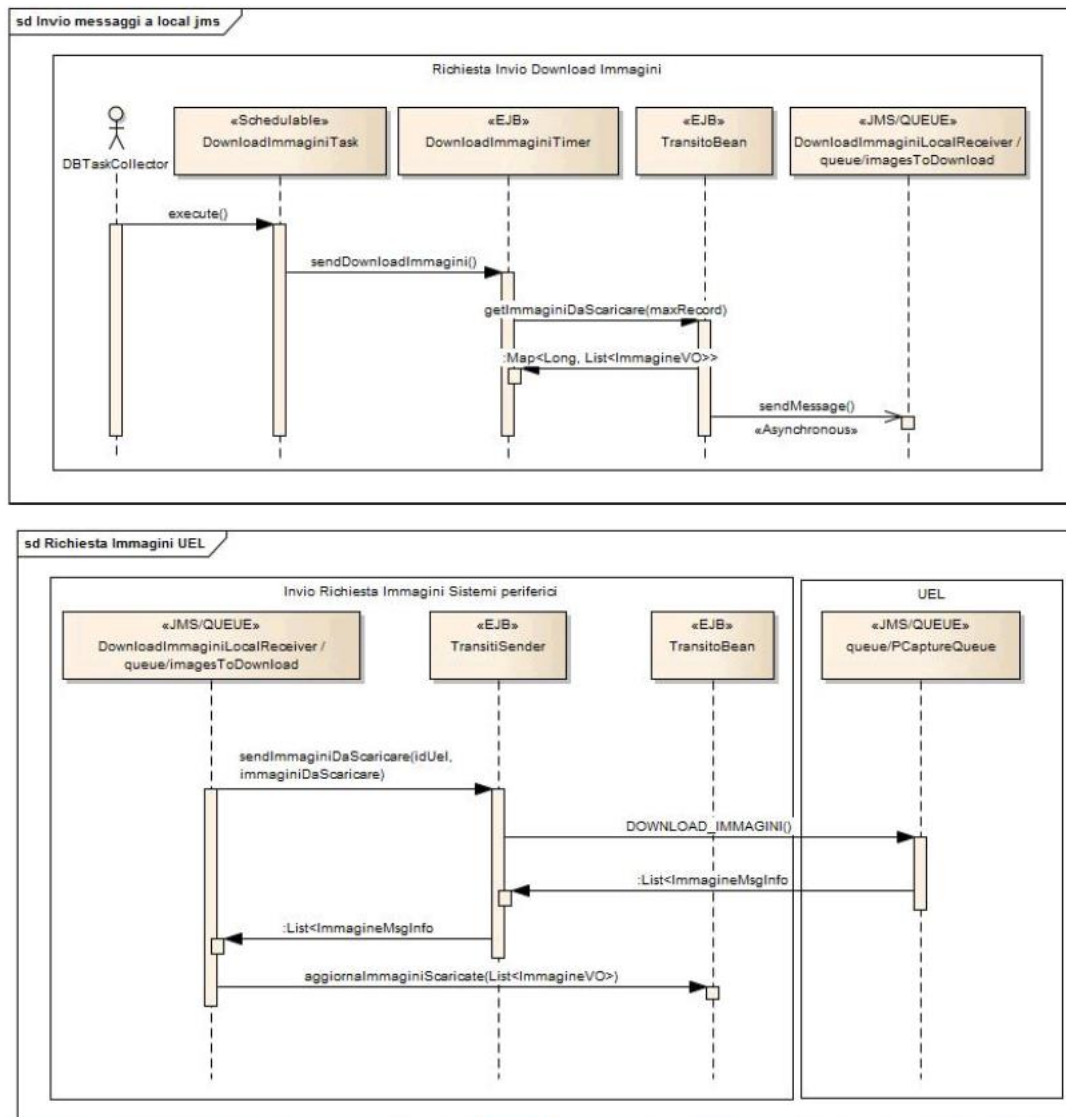 sd Invio messaggi a local jms
Richiesta Invio Download Immagini
DBTaskCollector
«Schedulable»
DownloadImmaginiTask
«EJB»
DownloadImmaginiTimer
«EJB»
TransitoBean
«JMS/QUEUE»
DownloadImmaginiLocalReceiver /
queue/imagesToDownload
execute()
sendDownloadImmagini()
getImmaginiDaScaricare(maxRecord)
:Map<Long, List<ImmagineVO>>
sendMessage()
«Asynchronous»
sd Richiesta Immagini UEL
Invio Richiesta Immagini Sistemi periferici
UEL
«JMS/QUEUE»
DownloadImmaginiLocalReceiver /
queue/imagesToDownload
«EJB»
TransitiSender
«EJB»
TransitoBean
«JMS/QUEUE»
queue/PCaptureQueue
sendImmaginiDaScaricare(idUel,
immaginiDaScaricare)
DOWNLOAD_IMMAGINI()
:List<ImmagineMsgInfo
:List<ImmagineMsgInfo
aggiornaImmaginiScaricate(List<ImmagineVO>)